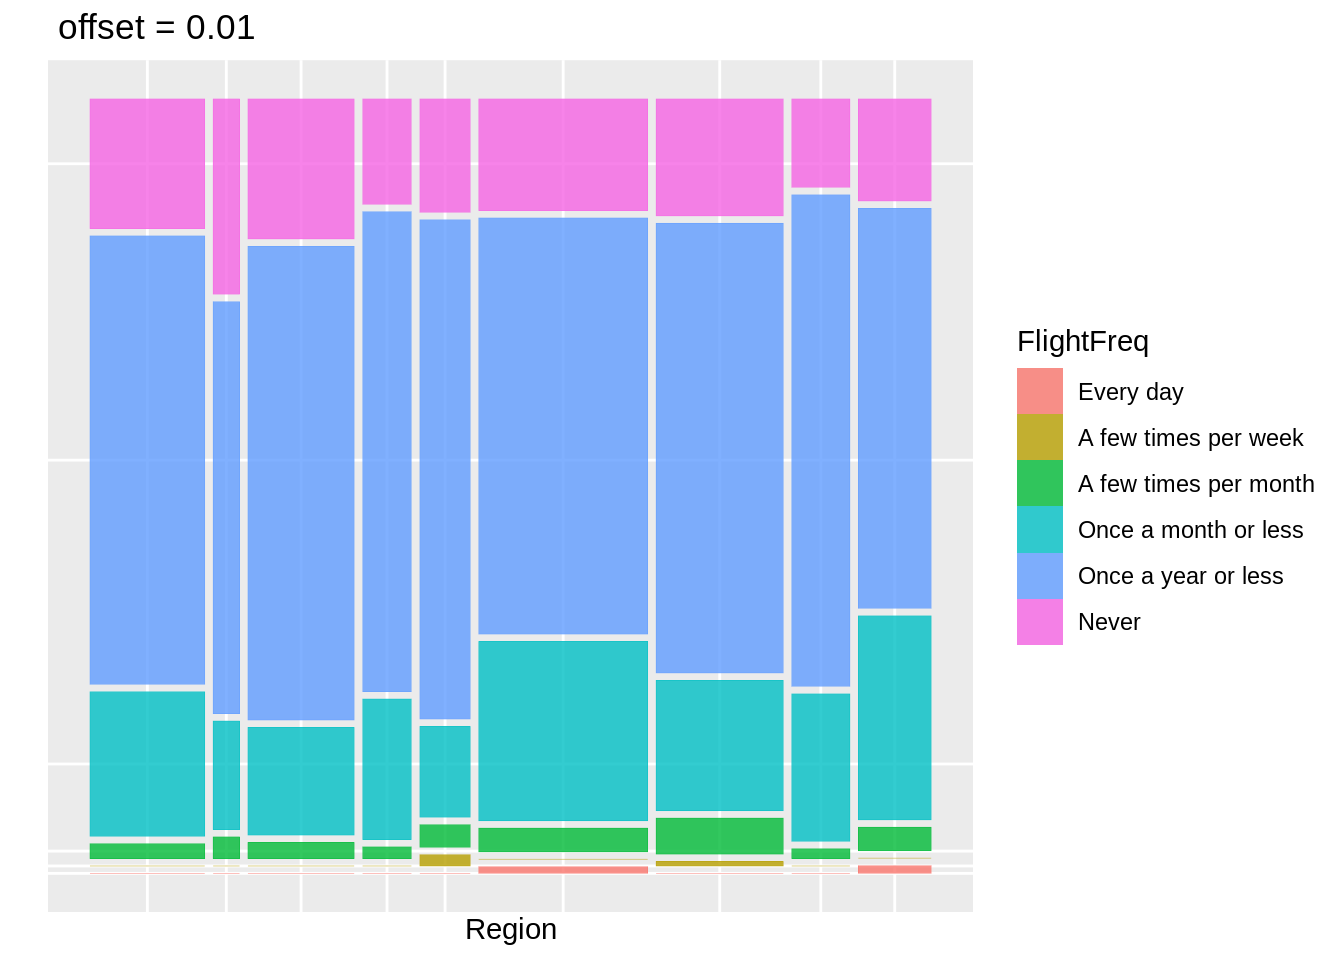 offset = 0.01
FlightFreq
Every day
A few times per week
A few times per month
Once a month or less
Once a year or less
Never
Region